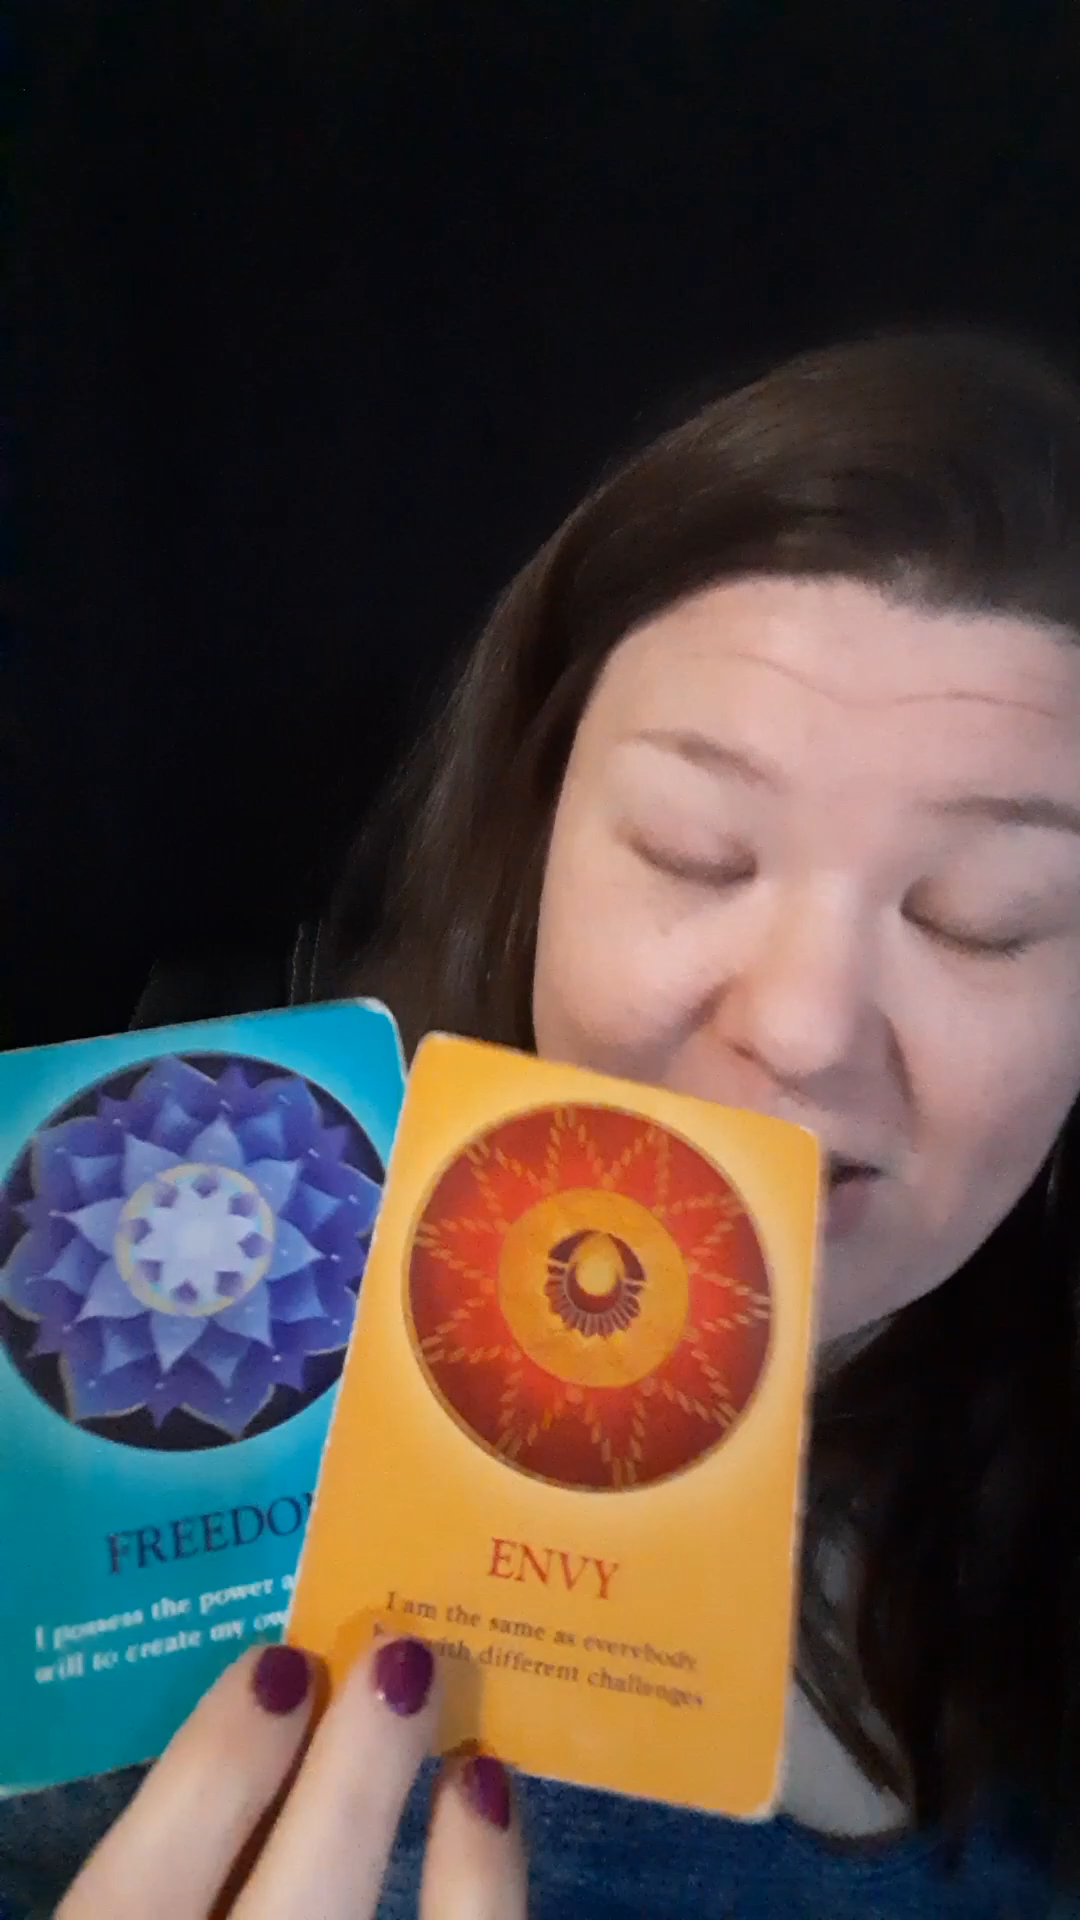 FREEDO
I possess the power a
will to create my ow
ENVY
I am the same as everybody
with different challenges